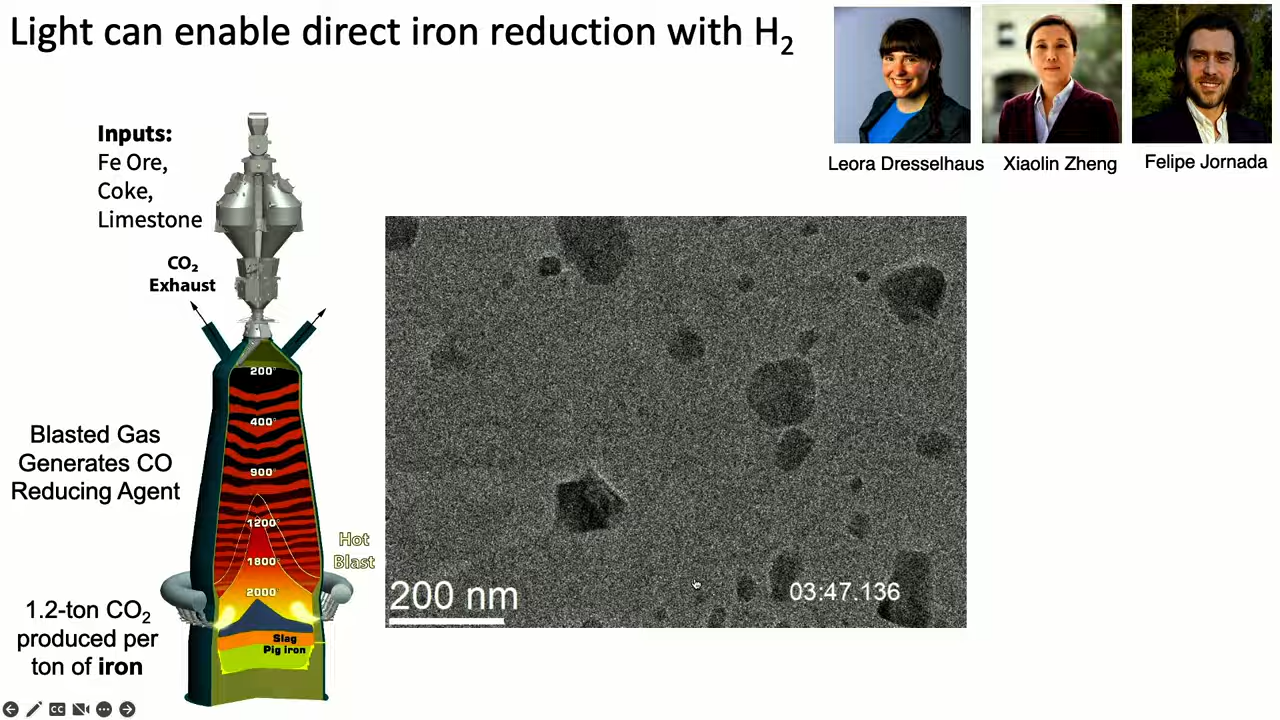 Light can enable direct iron reduction with H₂
Leora Dresselhaus
Xiaolin Zheng
Felipe Jornada
Inputs:
Fe Ore,
Coke,
Limestone
CO₂
Exhaust
200°
400°
900°
1200°
1800°
2000°
Slag
Pig iron
Hot
Blast
Blasted Gas
Generates CO
Reducing Agent
1.2-ton CO₂
produced per
ton of iron
200 nm
03:47.136
CC